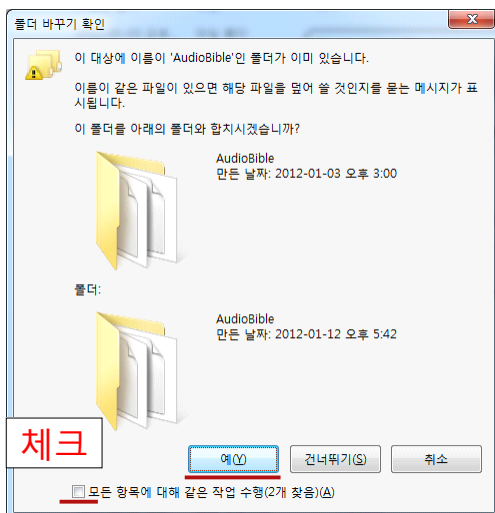 폴더 바꾸기 확인
이 대상에 이름이 'AudioBible'인 폴더가 이미 있습니다.
이름이 같은 파일이 있으면 해당 파일을 덮어 쓸 것인지를 묻는 메시지가 표
시됩니다.
이 폴더를 아래의 폴더와 합치시겠습니까?
AudioBible
만든 날짜: 2012-01-03 오후 3:00
폴더:
AudioBible
만든 날짜: 2012-01-12 오후 5:42
체크
예(Y)
건너뛰기(S)
취소
모든 항목에 대해 같은 작업 수행(2개 찾음)(A)